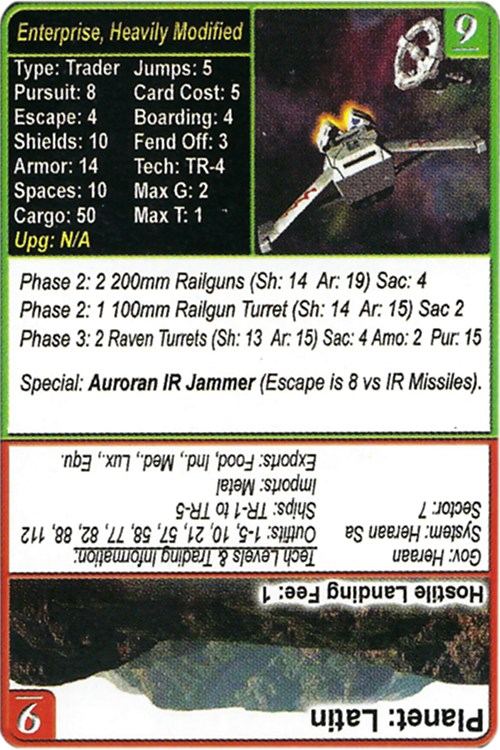 Enterprise, Heavily Modified
9
Type: Trader Jumps: 5
Pursuit: 8 Card Cost: 5
Escape: 4 Boarding: 4
Shields: 10 Fend Off: 3
Armor: 14 Tech: TR-4
Spaces: 10 Max G: 2
Cargo: 50 Max T: 1
Upg: N/A
Phase 2: 2 200mm Railguns (Sh: 14 Ar: 19) Sac: 4
Phase 2: 1 100mm Railgun Turret (Sh: 14 Ar: 15) Sac 2
Phase 3: 2 Raven Turrets (Sh: 13 Ar: 15) Sac: 4 Amo: 2 Pur: 15
Special: Auroran IR Jammer (Escape is 8 vs IR Missiles).
Planet: Latin
9
Hostile Landing Fee: 1
Gov: Heraan
System: Heraan Sa
Sector: 7
Tech Levels & Trading Information:
Outfits: 1-5, 10, 21, 57, 58, 77, 82, 88, 112
Ships: TR-1 to TR-5
Imports: Metal
Exports: Food, Ind., Med., Lux., Equ.